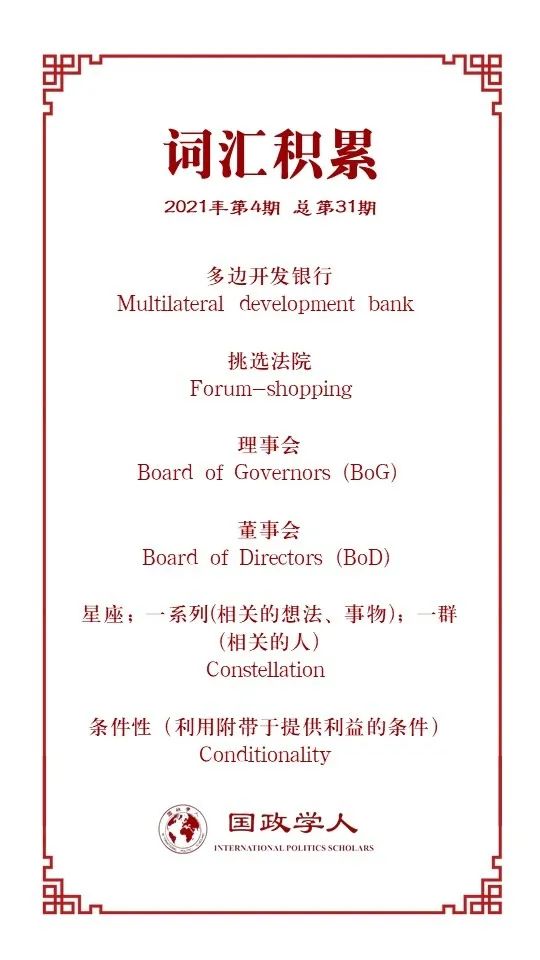 词汇积累
2021年第4期 总第31期
多边开发银行
Multilateral development bank
挑选法院
Forum-shopping
理事会
Board of Governors (BoG)
董事会
Board of Directors (BoD)
星座；一系列(相关的想法、事物)；一群
(相关的人)
Constellation
条件性（利用附带于提供利益的条件）
Conditionality
国政学人
国政学人
INTERNATIONAL POLITICS SCHOLARS